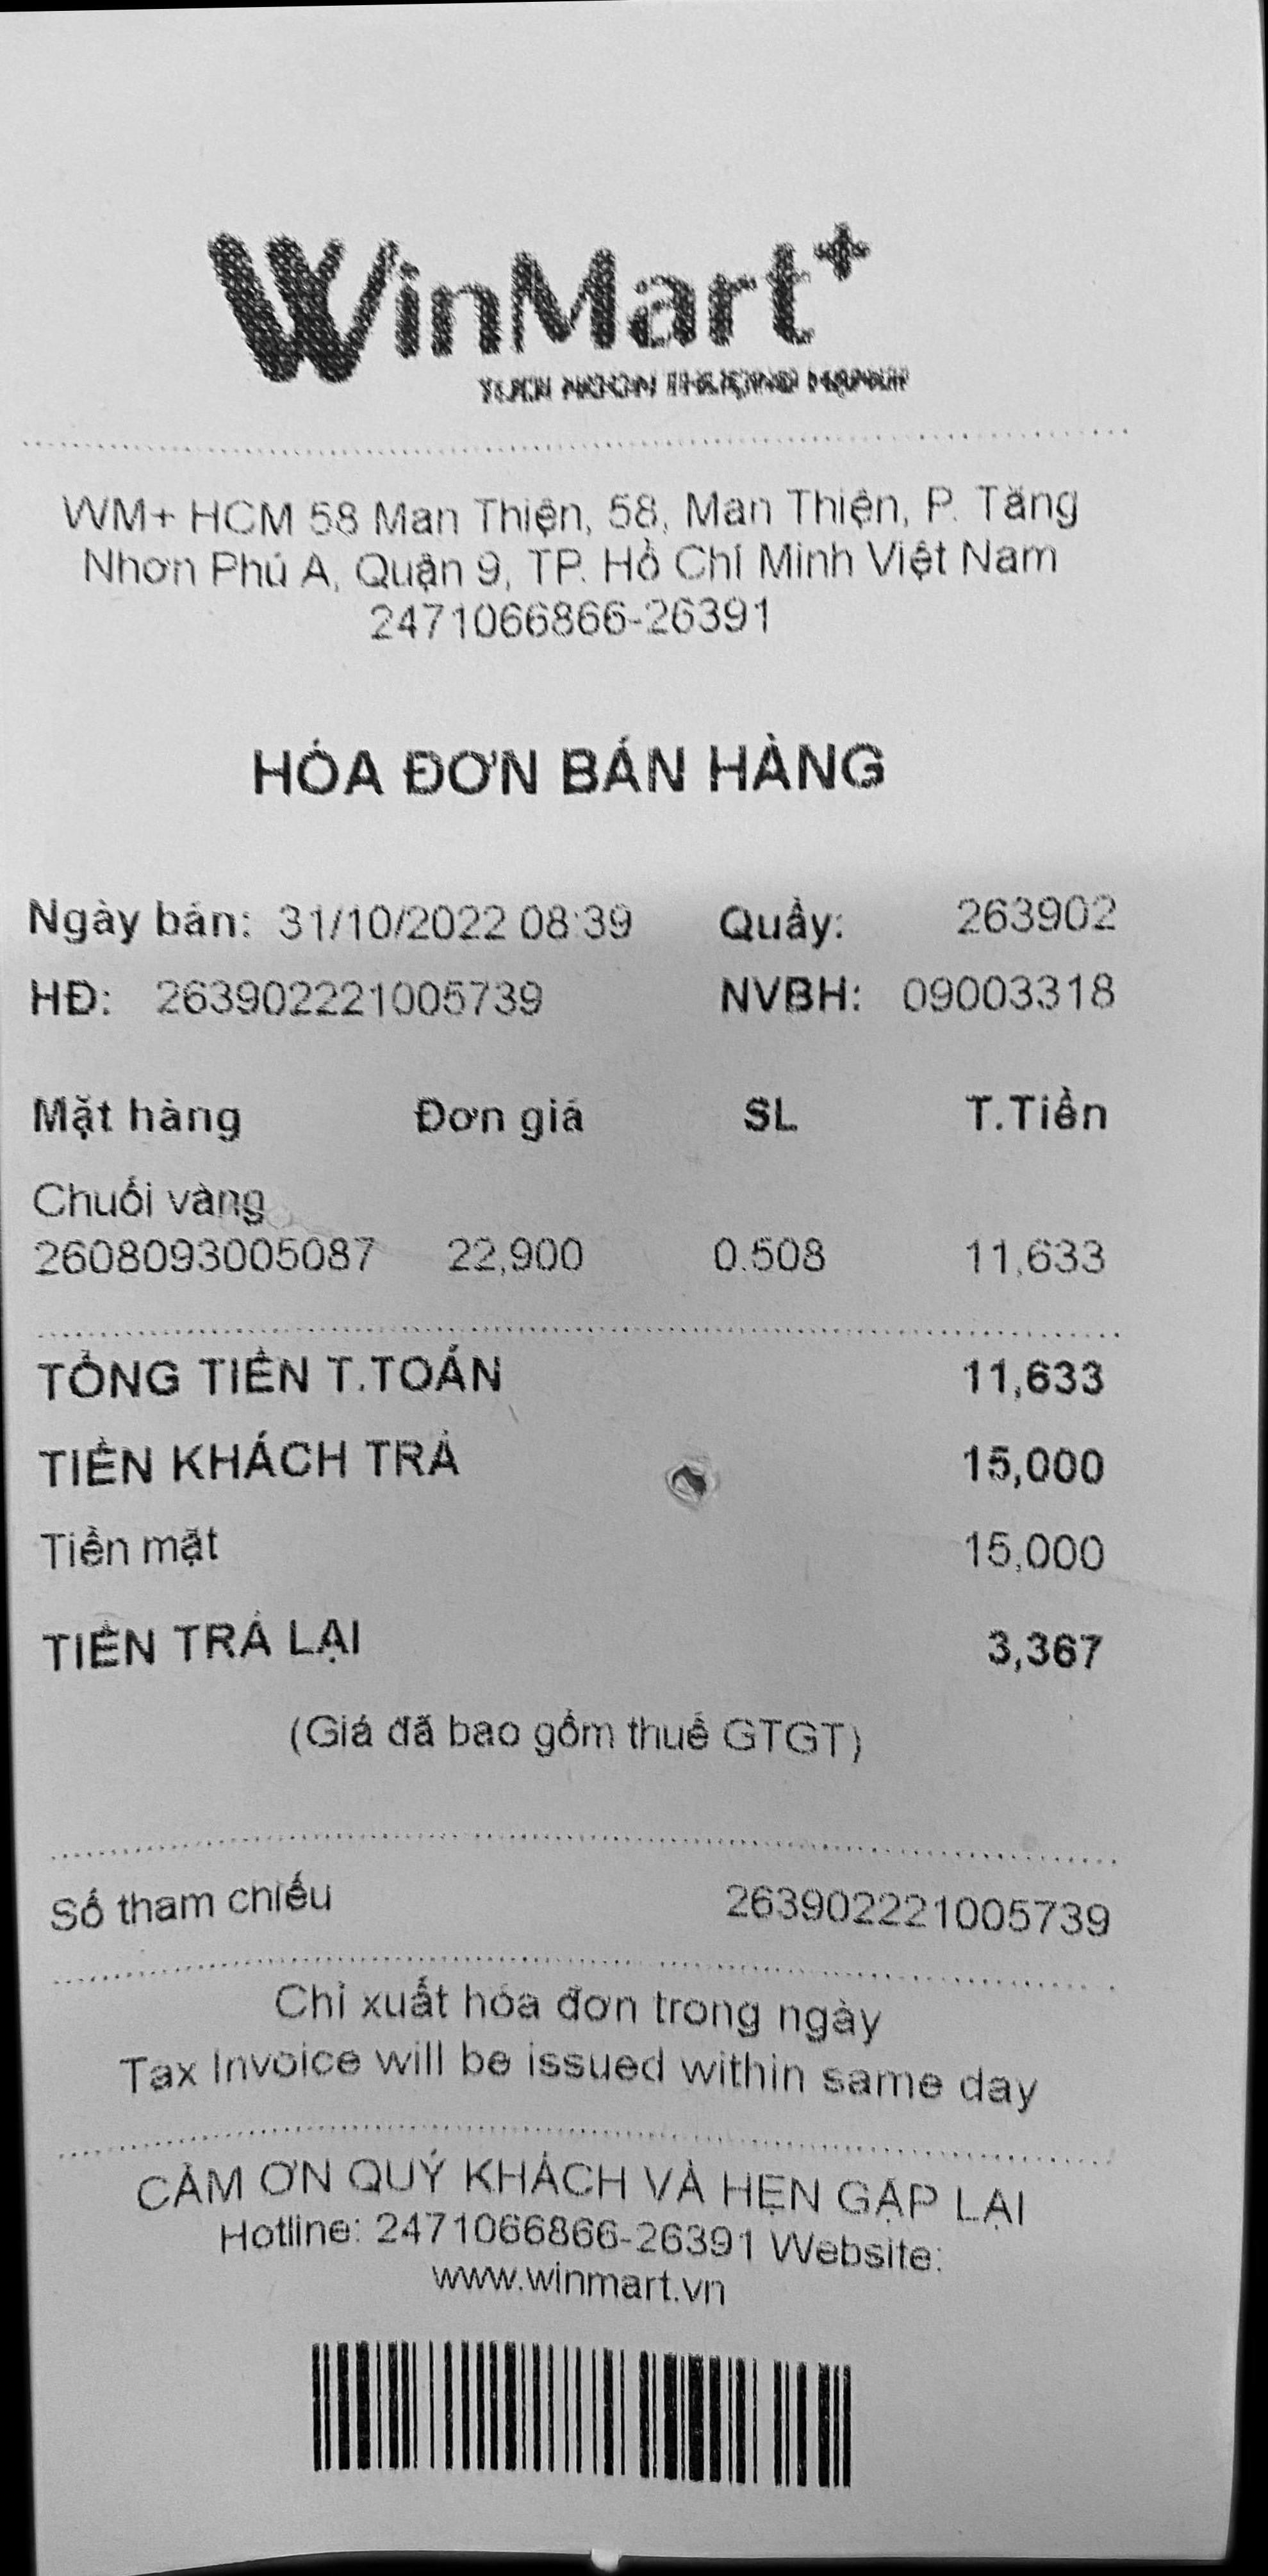 WinMart+
WM+ HCM 58 Man Thiện, 58, Man Thiện, P. Tăng
Nhơn Phú A, Quận 9, TP. Hồ Chí Minh Việt Nam
2471066866-26391
HÓA ĐƠN BÁN HÀNG
Ngày bán: 31/10/2022 08:39 Quầy: 263902
HĐ: 263902221005739 NVBH: 09003318
Mặt hàng Đơn giá SL T.Tiền
Chuối vàng
2608093005087 22,900 0.508 11,633
TỔNG TIỀN T.TOÁN 11,633
TIỀN KHÁCH TRẢ 15,000
Tiền mặt 15,000
TIỀN TRẢ LẠI 3,367
(Giá đã bao gồm thuế GTGT)
Số tham chiếu 263902221005739
Chỉ xuất hóa đơn trong ngày
Tax Invoice will be issued within same day
CẢM ƠN QUÝ KHÁCH VÀ HẸN GẶP LẠI
Hotline: 2471066866-26391 Website:
www.winmart.vn